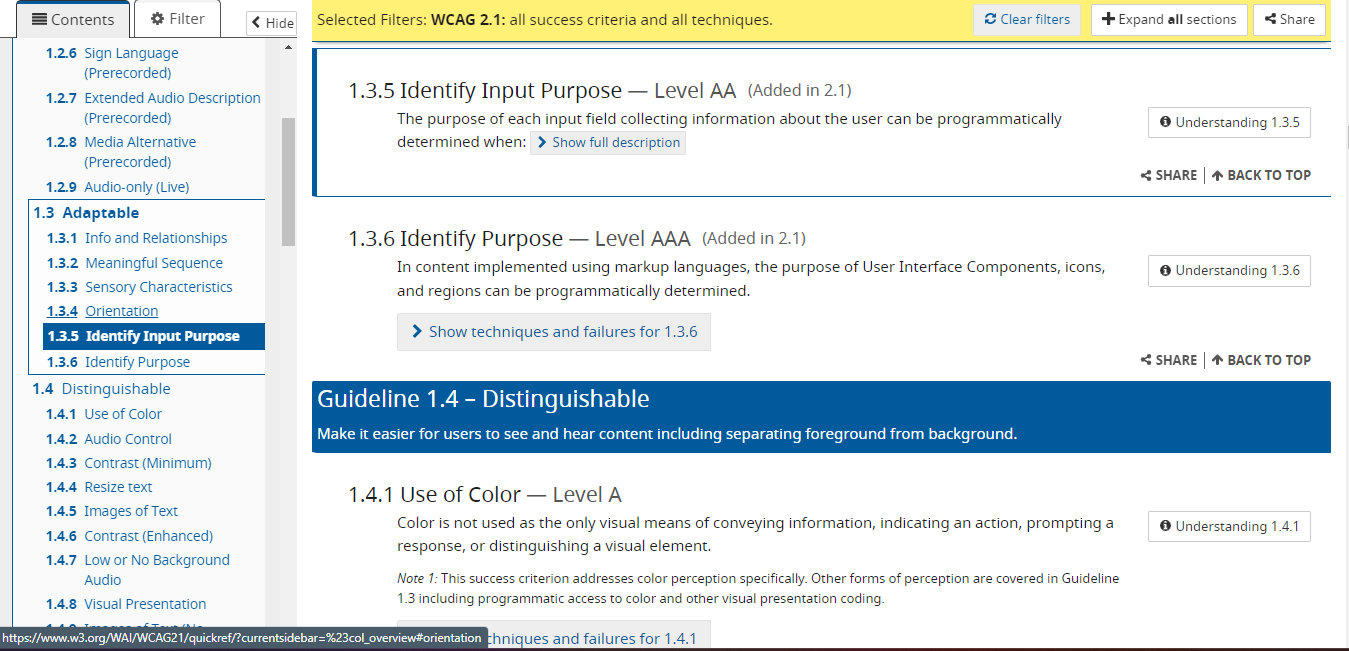 Contents
Filter
Hide
Selected Filters: WCAG 2.1: all success criteria and all techniques.
Clear filters
Expand all sections
Share
1.2.6 Sign Language
(Prerecorded)
1.2.7 Extended Audio Description
(Prerecorded)
1.2.8 Media Alternative
(Prerecorded)
1.2.9 Audio-only (Live)
1.3 Adaptable
1.3.1 Info and Relationships
1.3.2 Meaningful Sequence
1.3.3 Sensory Characteristics
1.3.4 Orientation
1.3.5 Identify Input Purpose
1.3.6 Identify Purpose
1.4 Distinguishable
1.4.1 Use of Color
1.4.2 Audio Control
1.4.3 Contrast (Minimum)
1.4.4 Resize text
1.4.5 Images of Text
1.4.6 Contrast (Enhanced)
1.4.7 Low or No Background
Audio
1.4.8 Visual Presentation
1.4.9 Images of Text (No
https://www.w3.org/WAI/WCAG21/quickref/?currentsidebar=%23col_overview#orientation
1.3.5 Identify Input Purpose — Level AA (Added in 2.1)
The purpose of each input field collecting information about the user can be programmatically
determined when: Show full description
Understanding 1.3.5
SHARE | BACK TO TOP
1.3.6 Identify Purpose — Level AAA (Added in 2.1)
In content implemented using markup languages, the purpose of User Interface Components, icons,
and regions can be programmatically determined.
Understanding 1.3.6
Show techniques and failures for 1.3.6
SHARE | BACK TO TOP
Guideline 1.4 – Distinguishable
Make it easier for users to see and hear content including separating foreground from background.
1.4.1 Use of Color — Level A
Color is not used as the only visual means of conveying information, indicating an action, prompting a
response, or distinguishing a visual element.
Understanding 1.4.1
Note 1: This success criterion addresses color perception specifically. Other forms of perception are covered in Guideline
1.3 including programmatic access to color and other visual presentation coding.
chniques and failures for 1.4.1